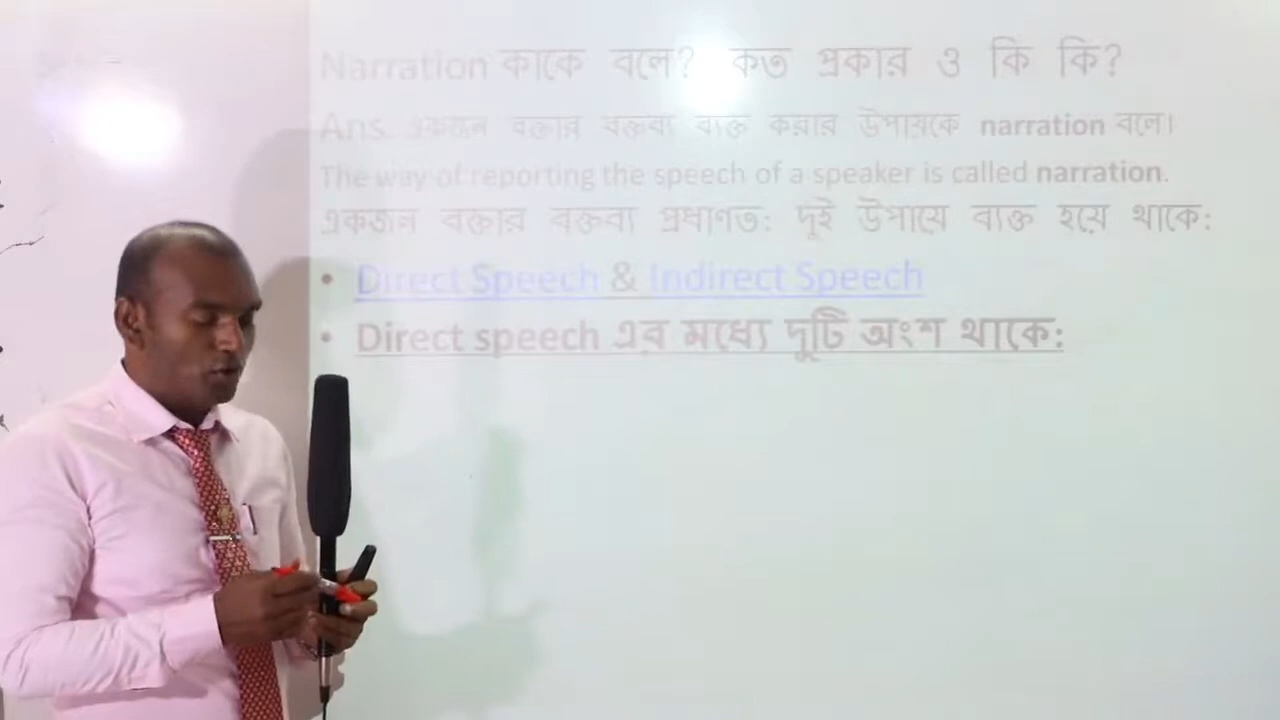 Narration কাকে বলে? কত প্রকার ও কি কি?
Ans. একজন বক্তার বক্তব্য ব্যক্ত করার উপায়কে narration বলে।
The way of reporting the speech of a speaker is called narration.
একজন বক্তার বক্তব্য প্রধাণত: দুই উপায়ে ব্যক্ত হয়ে থাকে:
• Direct Speech & Indirect Speech
• Direct speech এর মধ্যে দুটি অংশ থাকে: